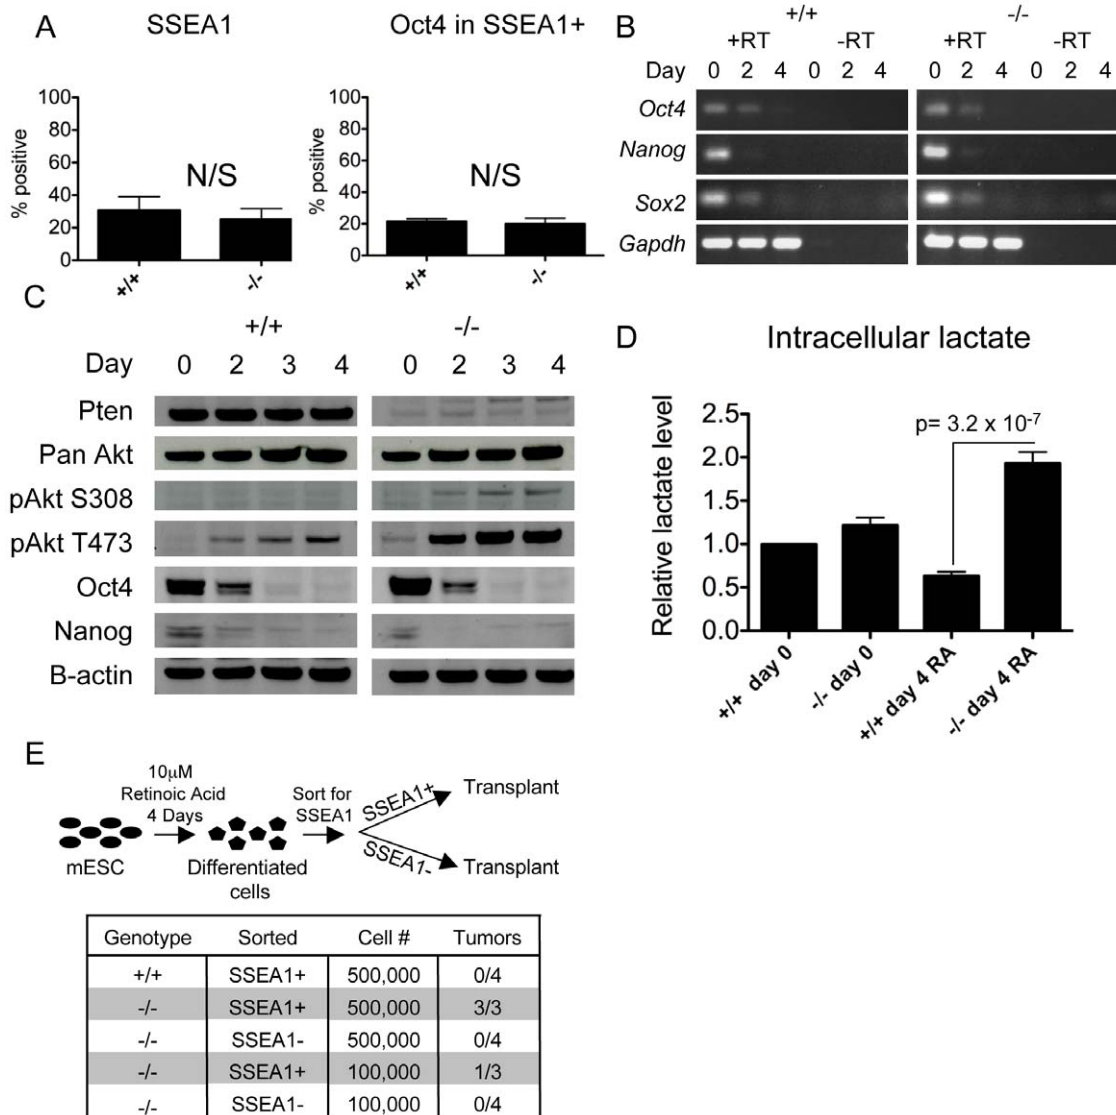 A
SSEA1
% positive
100
80
60
40
20
0
N/S
+/+
-/-
Oct4 in SSEA1+
% positive
100
80
60
40
20
0
N/S
+/+
-/-
B
+/+ -/-
+RT -RT +RT -RT
Day 0 2 4 0 2 4 0 2 4 0 2 4
Oct4
Nanog
Sox2
Gapdh
C
+/+ -/-
Day 0 2 3 4 0 2 3 4
Pten
Pan Akt
pAkt S308
pAkt T473
Oct4
Nanog
B-actin
D
Intracellular lactate
Relative lactate level
2.5
2.0
1.5
1.0
0.5
0.0
p= 3.2 x 10⁻⁷
+/+ day 0
-/- day 0
+/+ day 4 RA
-/- day 4 RA
E
10μM
Retinoic Acid
4 Days
Sort for
SSEA1
SSEA1+
Transplant
SSEA1-
Transplant
mESC
Differentiated
cells
Genotype Sorted Cell # Tumors
+/+ SSEA1+ 500,000 0/4
-/- SSEA1+ 500,000 3/3
-/- SSEA1- 500,000 0/4
-/- SSEA1+ 100,000 1/3
-/- SSEA1- 100,000 0/4